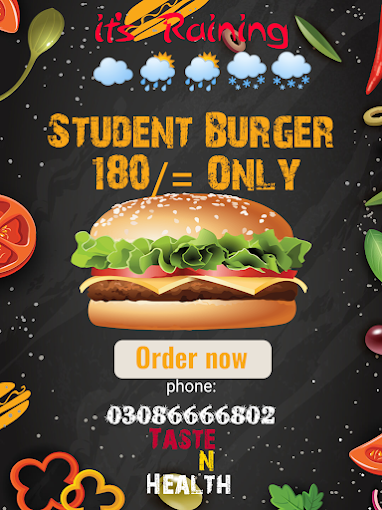 it's Raining
STUDENT BURGER
180/= ONLY
Order now
phone:
03086666802
TASTE
N
HEALTH